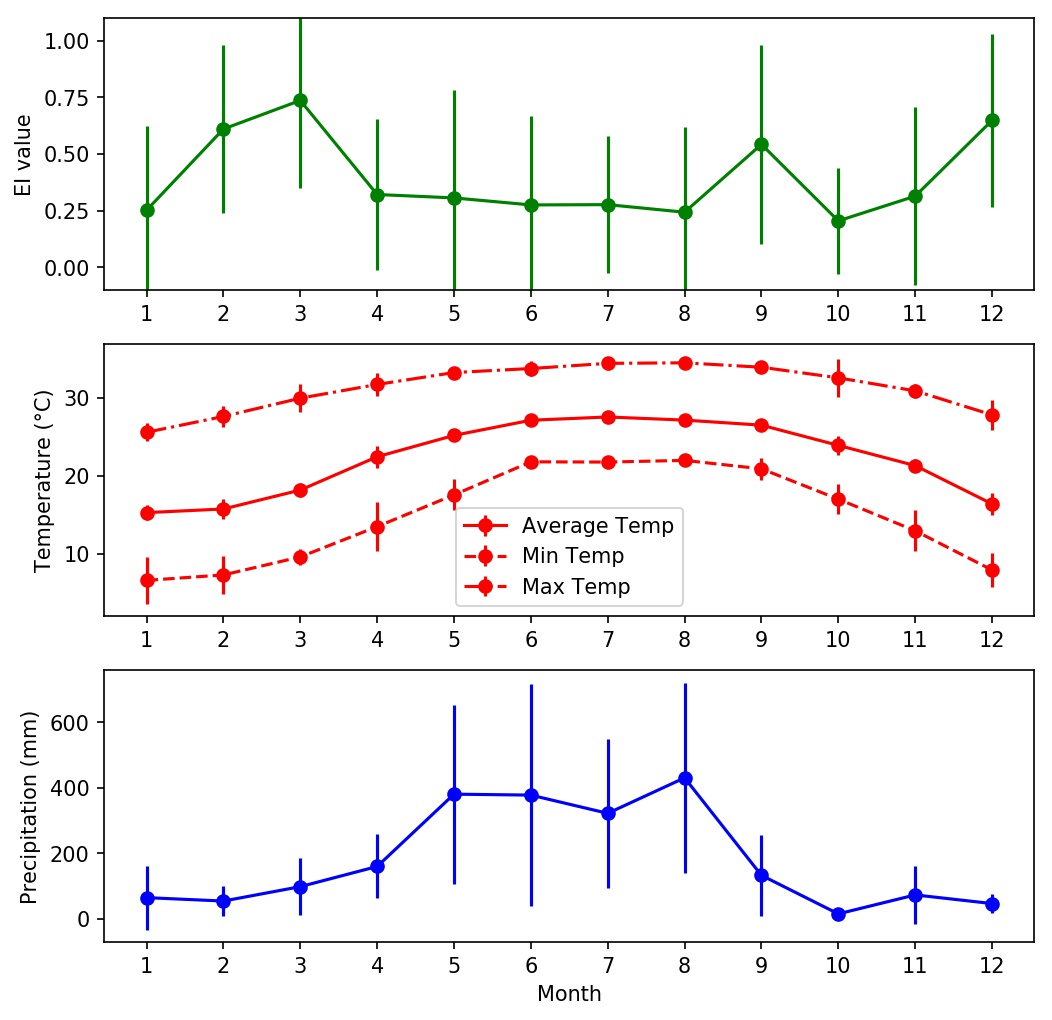 EI value
1.00
0.75
0.50
0.25
0.00
1 2 3 4 5 6 7 8 9 10 11 12
Temperature (°C)
30
20
10
Average Temp
Min Temp
Max Temp
1 2 3 4 5 6 7 8 9 10 11 12
Precipitation (mm)
600
400
200
0
1 2 3 4 5 6 7 8 9 10 11 12
Month